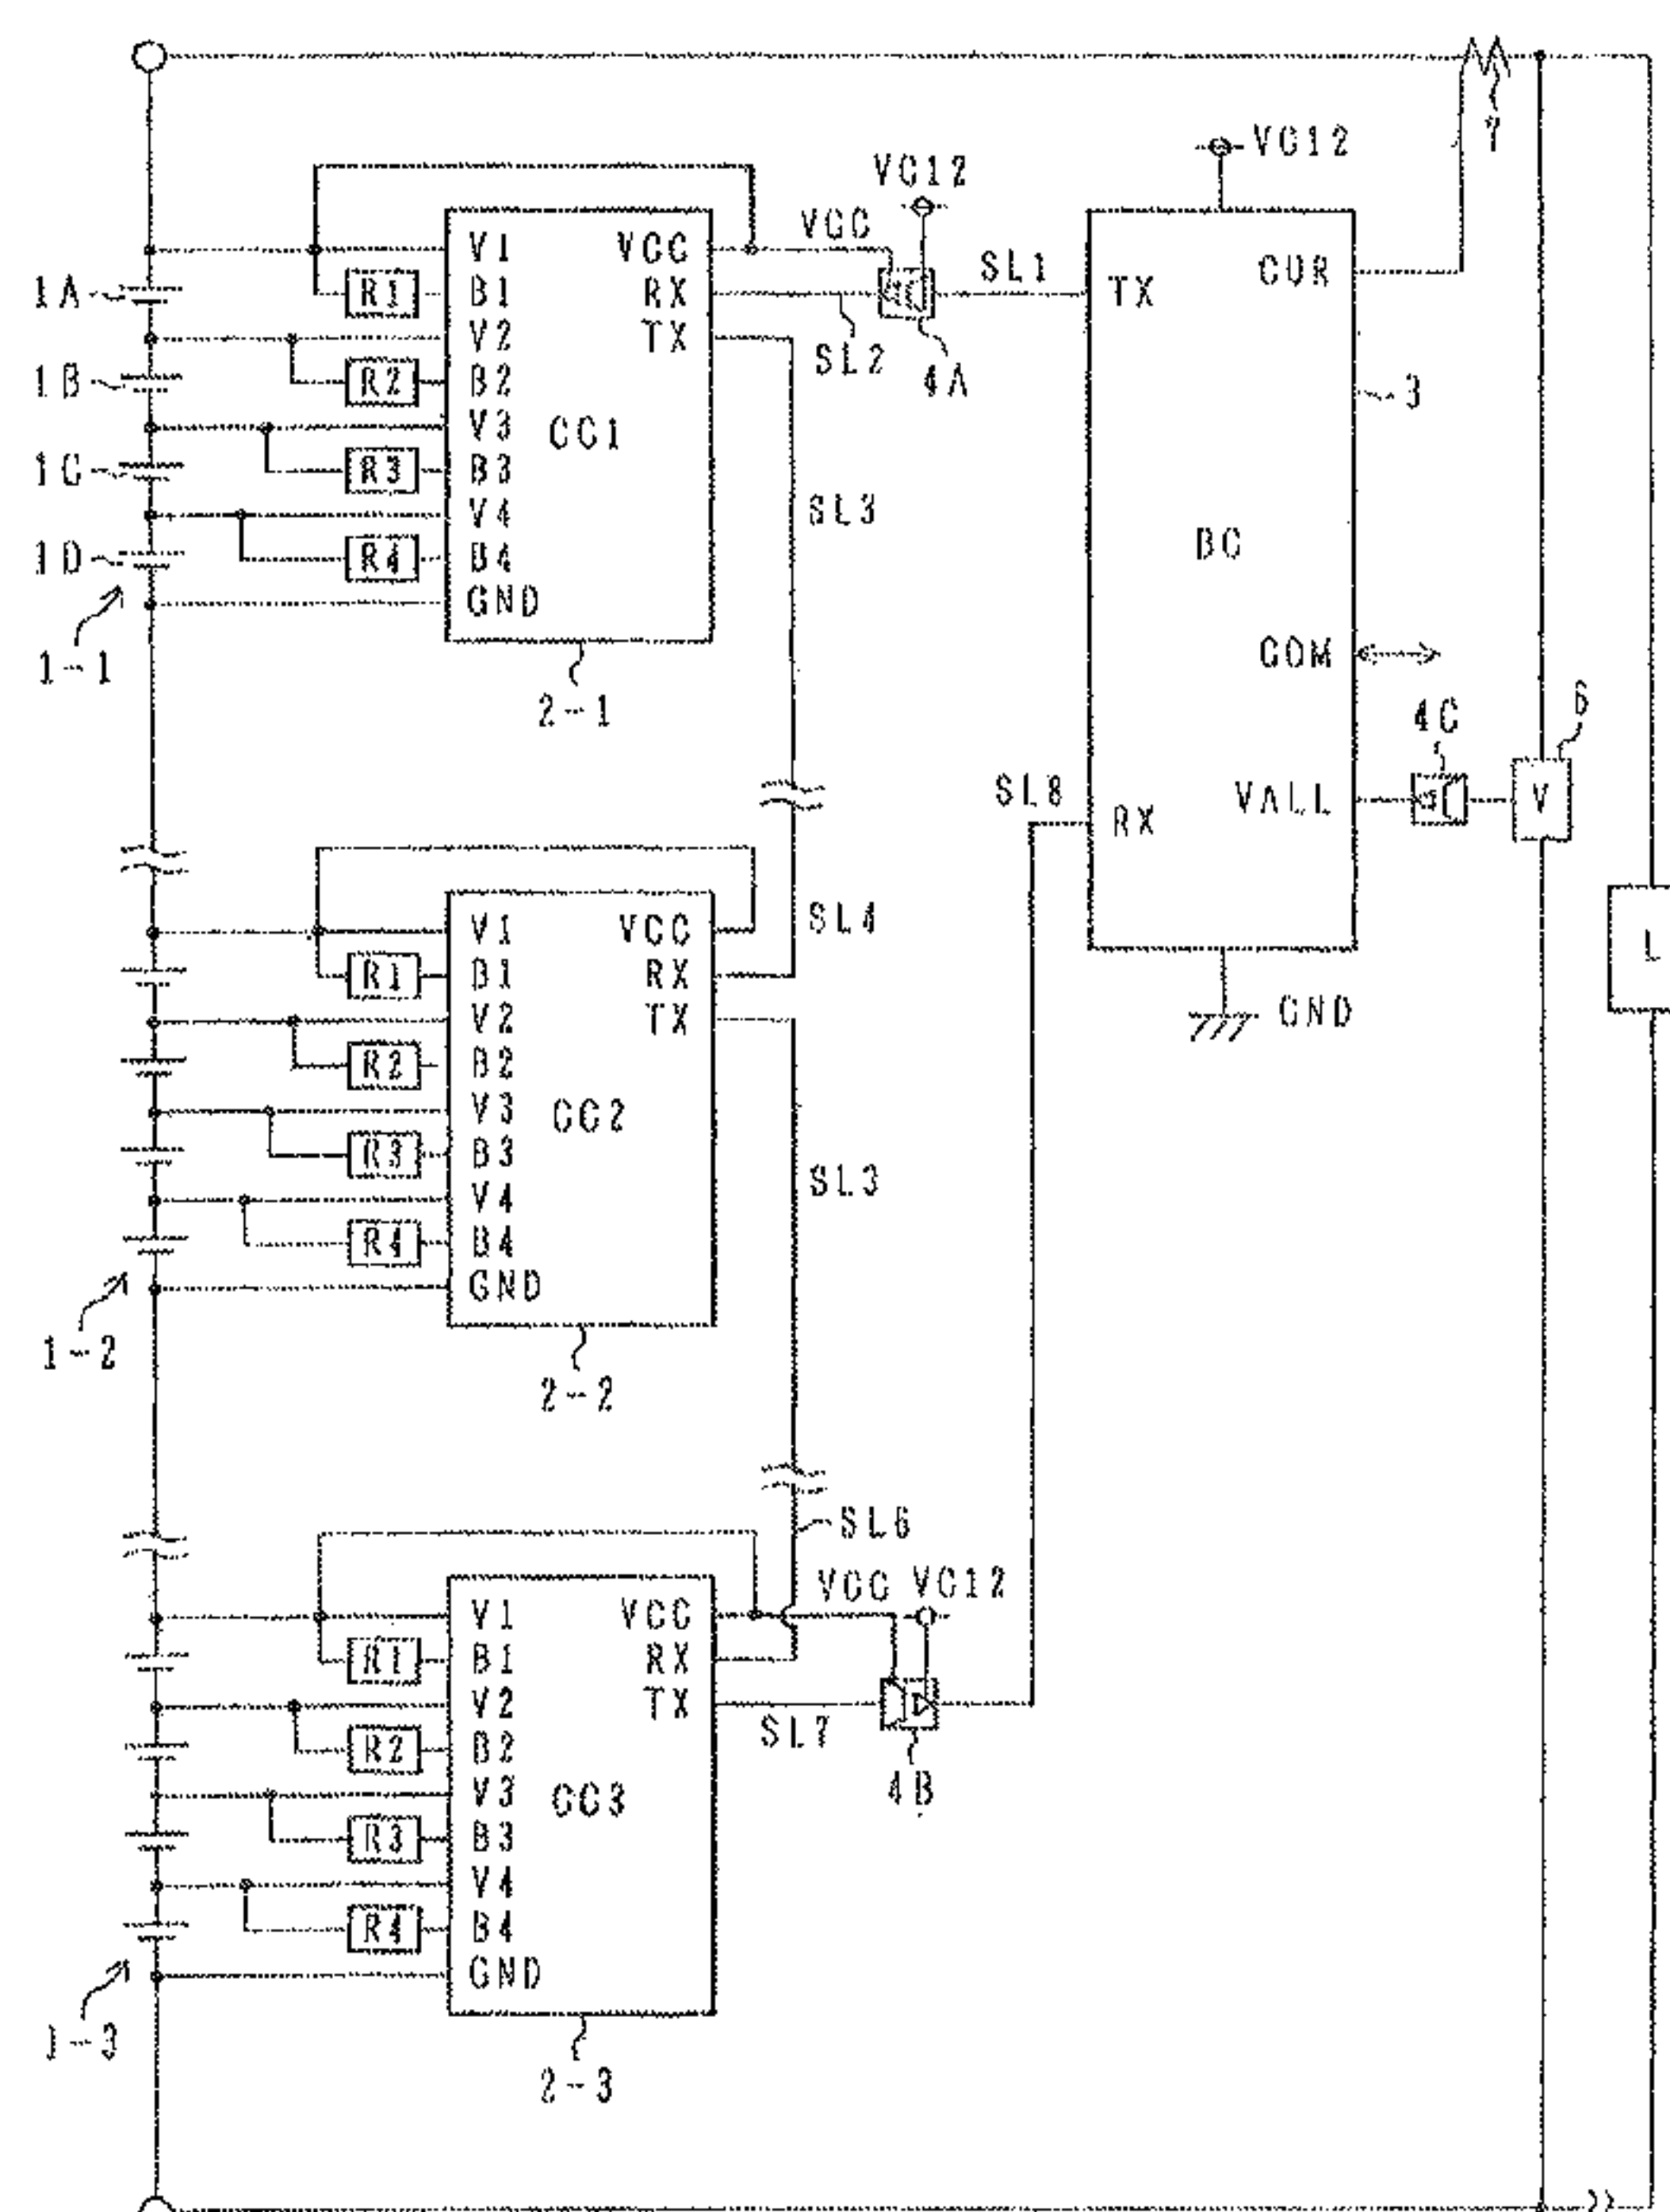 VC12
VC12
7
VCC
V1
VCC
CUR
1A
R1
B1
RX
SL1
TX
V2
TX
SL2
4A
1B
R2
B2
3
V3
CC1
1C
R3
B3
V4
SL3
1D
R4
B4
BC
GND
1-1
COM
2-1
6
4C
SL8
VALL
V
RX
V1
VCC
SL4
L
R1
B1
RX
V2
TX
GND
R2
B2
V3
CC2
R3
B3
SL3
V4
R4
B4
GND
1-2
2-2
SL6
VCC
VC12
V1
VCC
R1
B1
RX
V2
TX
SL7
R2
B2
4B
V3
CC3
R3
B3
V4
R4
B4
GND
1-3
2-3